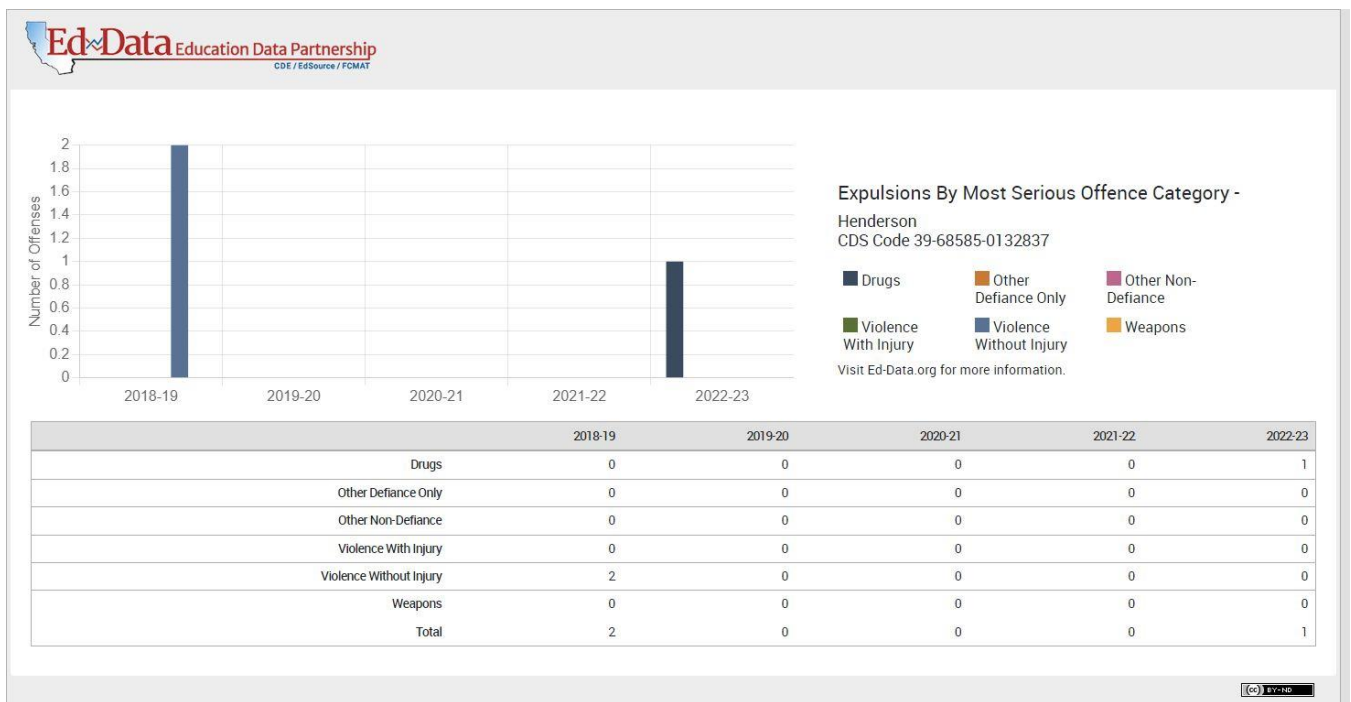 Ed Data Education Data Partnership
CDE / EdSource / FCMAT
2
1.8
1.6
1.4
1.2
1
0.8
0.6
0.4
0.2
0
Number of Offenses
2018-19 2019-20 2020-21 2021-22 2022-23
Expulsions By Most Serious Offence Category -
Henderson
CDS Code 39-68585-0132837
Drugs Other Other Non-
Defiance Only Defiance
Violence Violence Weapons
With Injury Without Injury
Visit Ed-Data.org for more information.
2018-19 2019-20 2020-21 2021-22 2022-23
Drugs 0 0 0 0 1
Other Defiance Only 0 0 0 0 0
Other Non-Defiance 0 0 0 0 0
Violence With Injury 0 0 0 0 0
Violence Without Injury 2 0 0 0 0
Weapons 0 0 0 0 0
Total 2 0 0 0 1
(cc) BY-ND